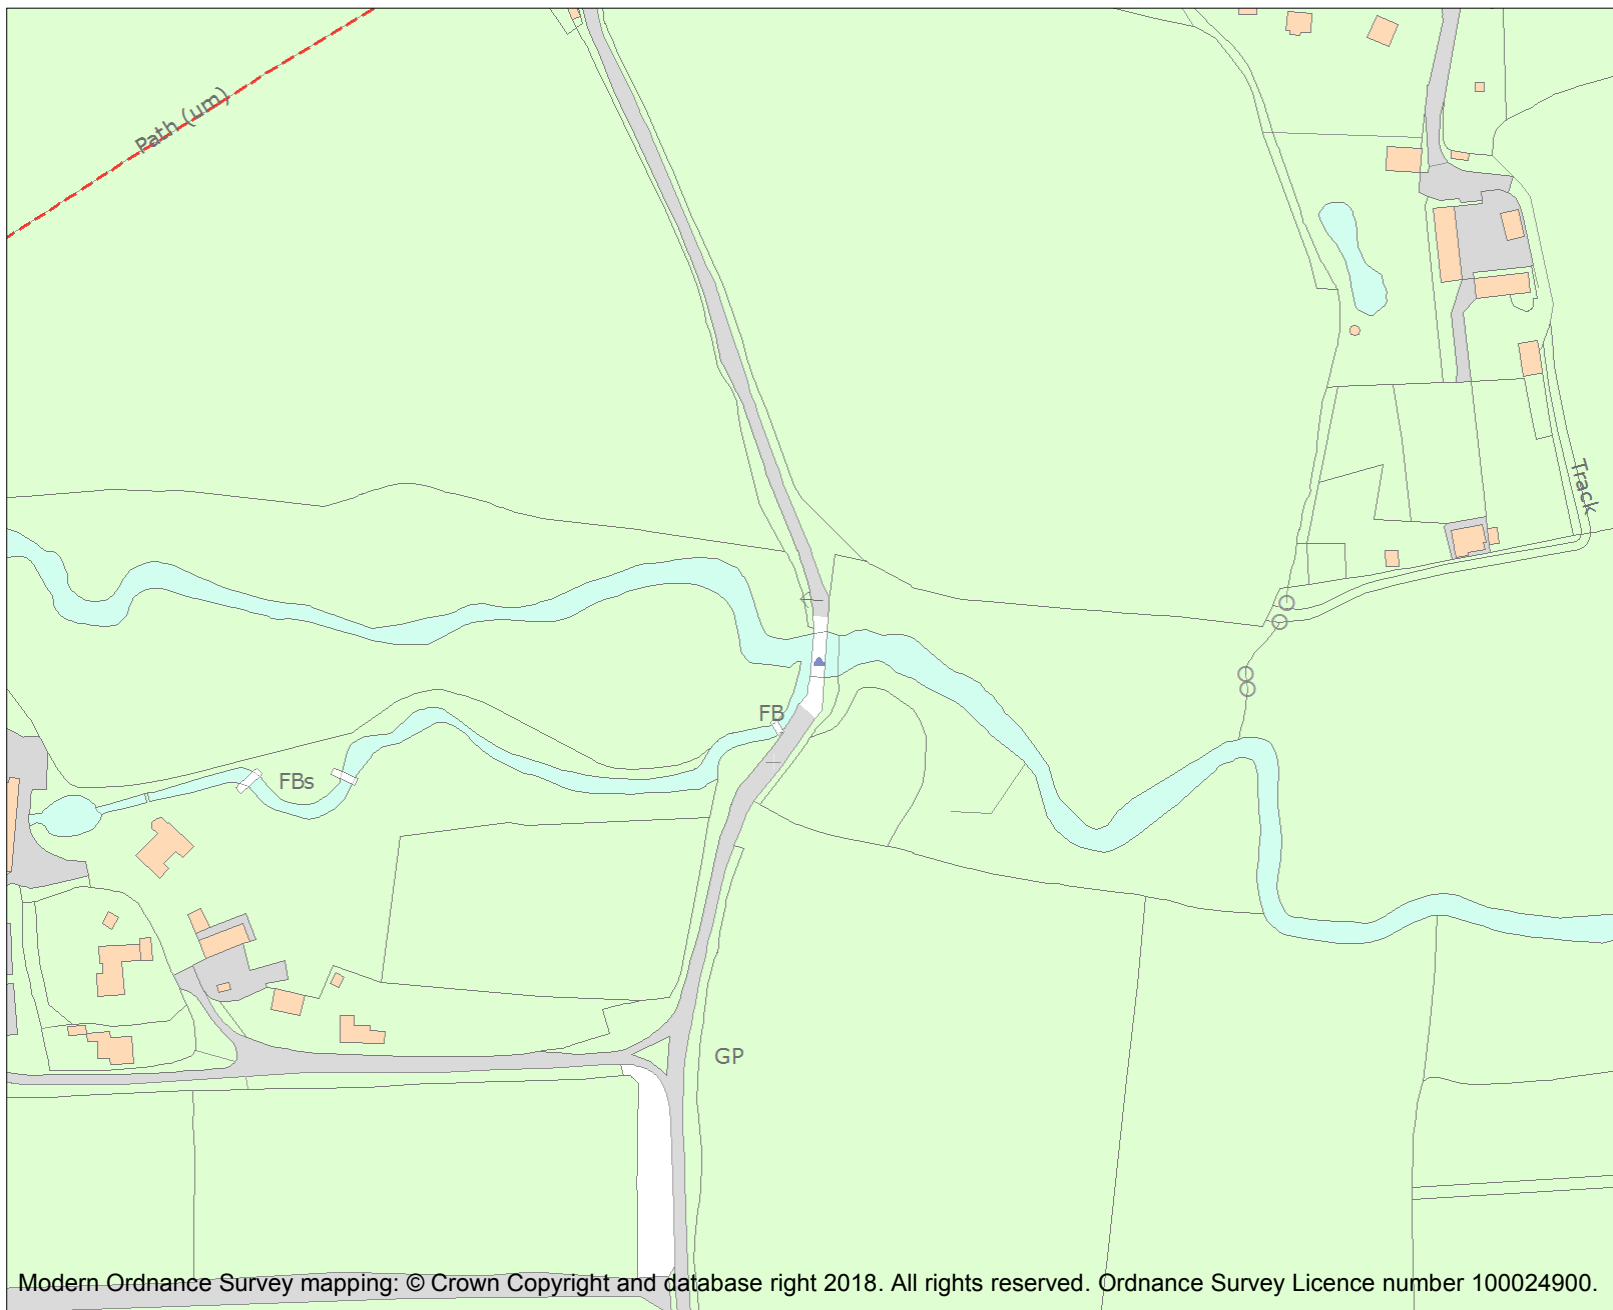 Path (um)
Track
FB
FBs
GP
Modern Ordnance Survey mapping: © Crown Copyright and database right 2018. All rights reserved. Ordnance Survey Licence number 100024900.